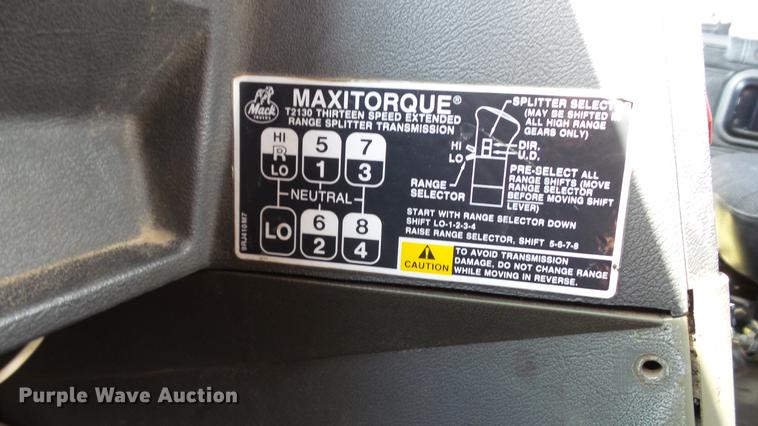 Mack
TRUCKS
MAXITORQUE®
T2130 THIRTEEN SPEED EXTENDED
RANGE SPLITTER TRANSMISSION
HI
R
LO
5
1
7
3
NEUTRAL
LO
6
2
8
4
9RJ410M7
SPLITTER SELECTOR
(MAY BE SHIFTED IN
ALL HIGH RANGE
GEARS ONLY)
HI
LO
DIR.
U.D.
RANGE
SELECTOR
PRE-SELECT ALL
RANGE SHIFTS (MOVE
RANGE SELECTOR
BEFORE MOVING SHIFT
LEVER)
START WITH RANGE SELECTOR DOWN
SHIFT LO-1-2-3-4
RAISE RANGE SELECTOR, SHIFT 5-6-7-8
CAUTION
TO AVOID TRANSMISSION
DAMAGE, DO NOT CHANGE RANGE
WHILE MOVING IN REVERSE.
Purple Wave Auction